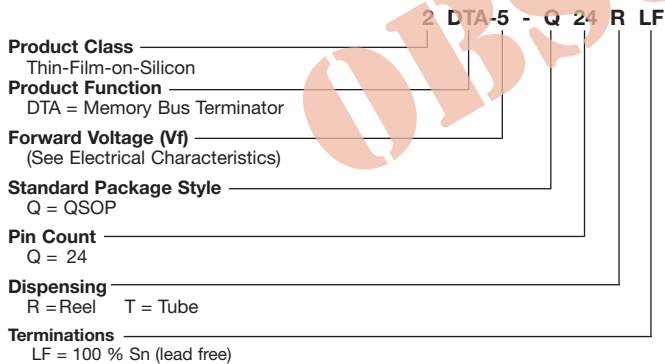 2 DTA-5 - Q 24 R LF
Product Class
Thin-Film-on-Silicon
Product Function
DTA = Memory Bus Terminator
Forward Voltage (Vf)
(See Electrical Characteristics)
Standard Package Style
Q = QSOP
Pin Count
Q = 24
Dispensing
R =Reel T = Tube
Terminations
LF = 100 % Sn (lead free)
OBS